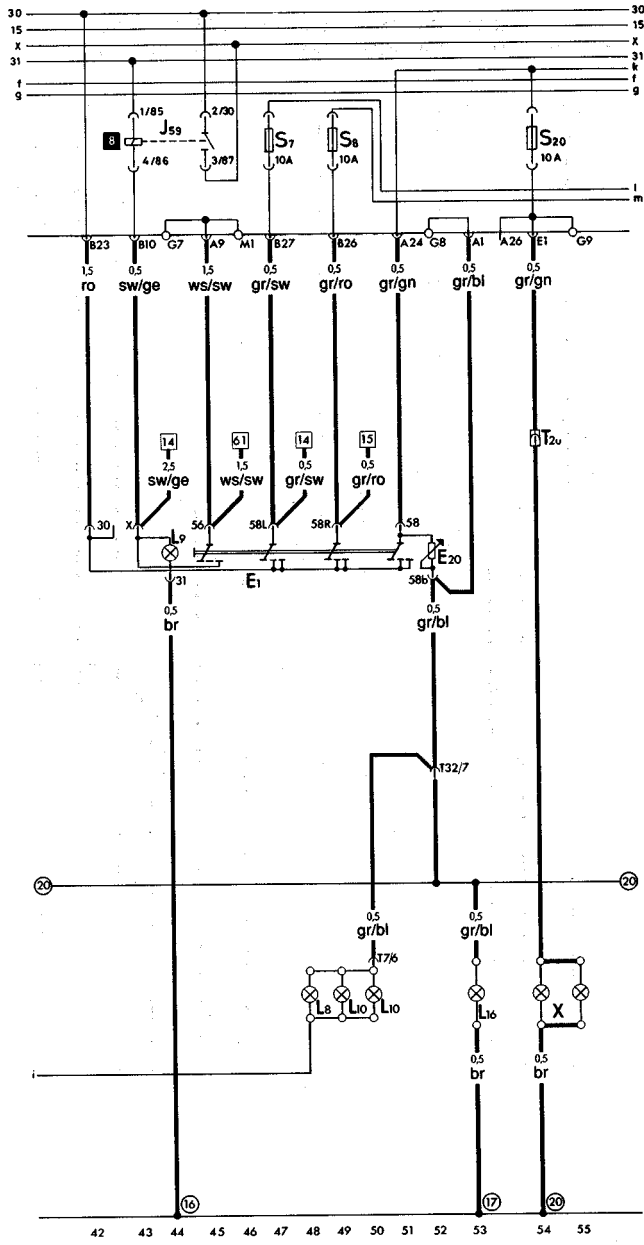 30 30
15 15
X X
31 31
k
f f
g g
1/85 J59 2/30
8 S7 S8 S20
10A 10A 10A
4/86 3/87
l
m
B23 B10 G7 A9 M1 B27 B26 A24 G8 A1 A26 E1 G9
1,5 0,5 1,5 0,5 0,5 0,5 0,5 0,5
ro sw/ge ws/sw gr/sw gr/ro gr/gn gr/bl gr/gn
T2u
14 61 14 15
2,5 1,5 0,5 0,5
sw/ge ws/sw gr/sw gr/ro
30 X 56 58L 58R 58
L9
E20
31 E1 58b
0,5 0,5
br gr/bl
T32/7
20 20
0,5 0,5
gr/bl gr/bl
T7/6
L8 L10 L10 L16 X
0,5 0,5
br br
i
16 17 20
42 43 44 45 46 47 48 49 50 51 52 53 54 55